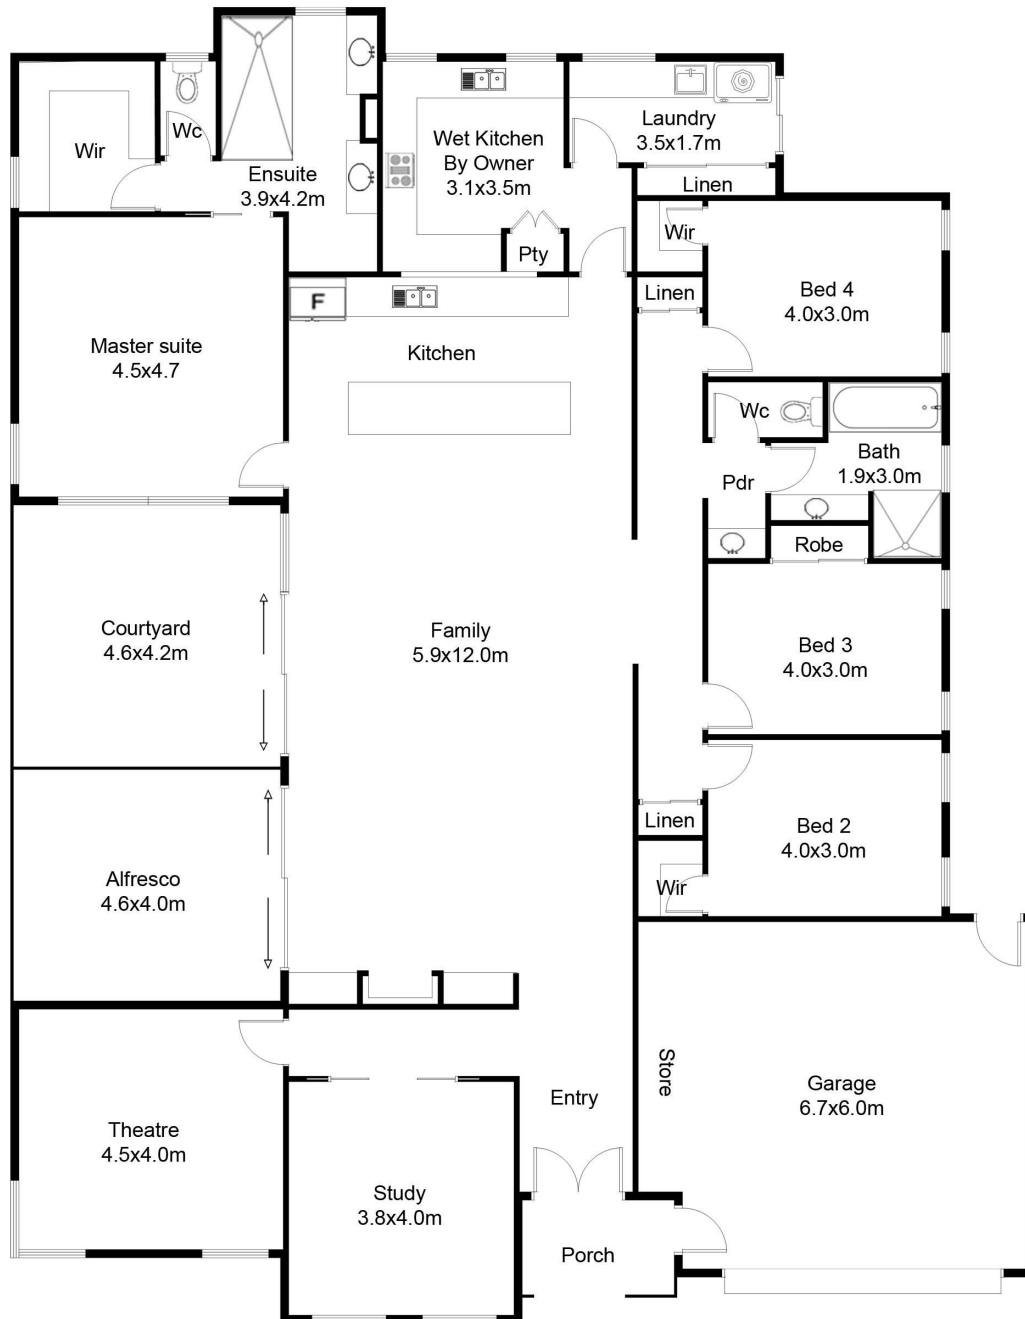 Wir
Wc
Ensuite
3.9x4.2m
Wet Kitchen
By Owner
3.1x3.5m
Pty
Laundry
3.5x1.7m
Linen
Wir
Bed 4
4.0x3.0m
Master suite
4.5x4.7
F
Kitchen
Linen
Wc
Bath
1.9x3.0m
Pdr
Robe
Courtyard
4.6x4.2m
Family
5.9x12.0m
Bed 3
4.0x3.0m
Linen
Bed 2
4.0x3.0m
Wir
Alfresco
4.6x4.0m
Theatre
4.5x4.0m
Study
3.8x4.0m
Entry
Porch
Store
Garage
6.7x6.0m